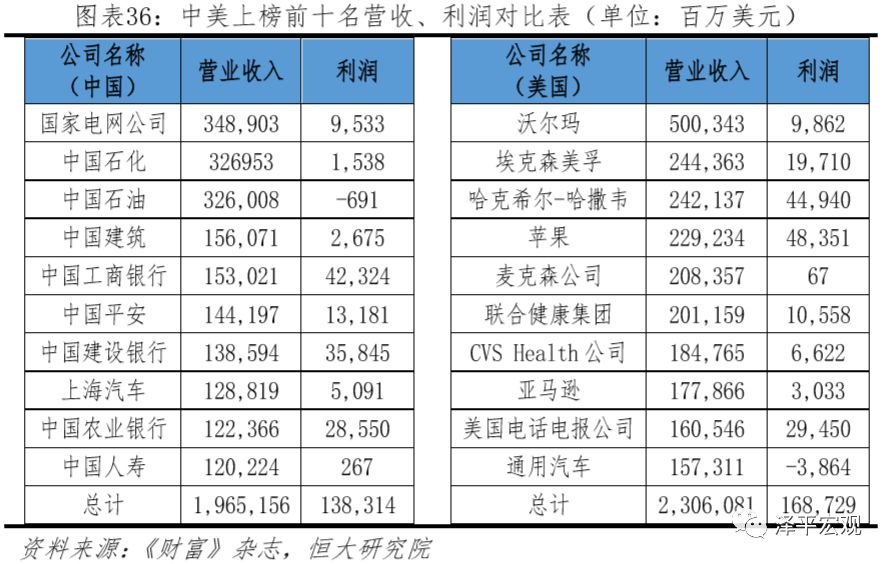 图表36：中美上榜前十名营收、利润对比表（单位：百万美元）
公司名称（中国） 营业收入 利润 公司名称（美国） 营业收入 利润
国家电网公司 348,903 9,533 沃尔玛 500,343 9,862
中国石化 326953 1,538 埃克森美孚 244,363 19,710
中国石油 326,008 -691 哈克希尔-哈撒韦 242,137 44,940
中国建筑 156,071 2,675 苹果 229,234 48,351
中国工商银行 153,021 42,324 麦克森公司 208,357 67
中国平安 144,197 13,181 联合健康集团 201,159 10,558
中国建设银行 138,594 35,845 CVS Health公司 184,765 6,622
上海汽车 128,819 5,091 亚马逊 177,866 3,033
中国农业银行 122,366 28,550 美国电话电报公司 160,546 29,450
中国人寿 120,224 267 通用汽车 157,311 -3,864
总计 1,965,156 138,314 总计 2,306,081 168,729
泽平宏观
资料来源：《财富》杂志，恒大研究院